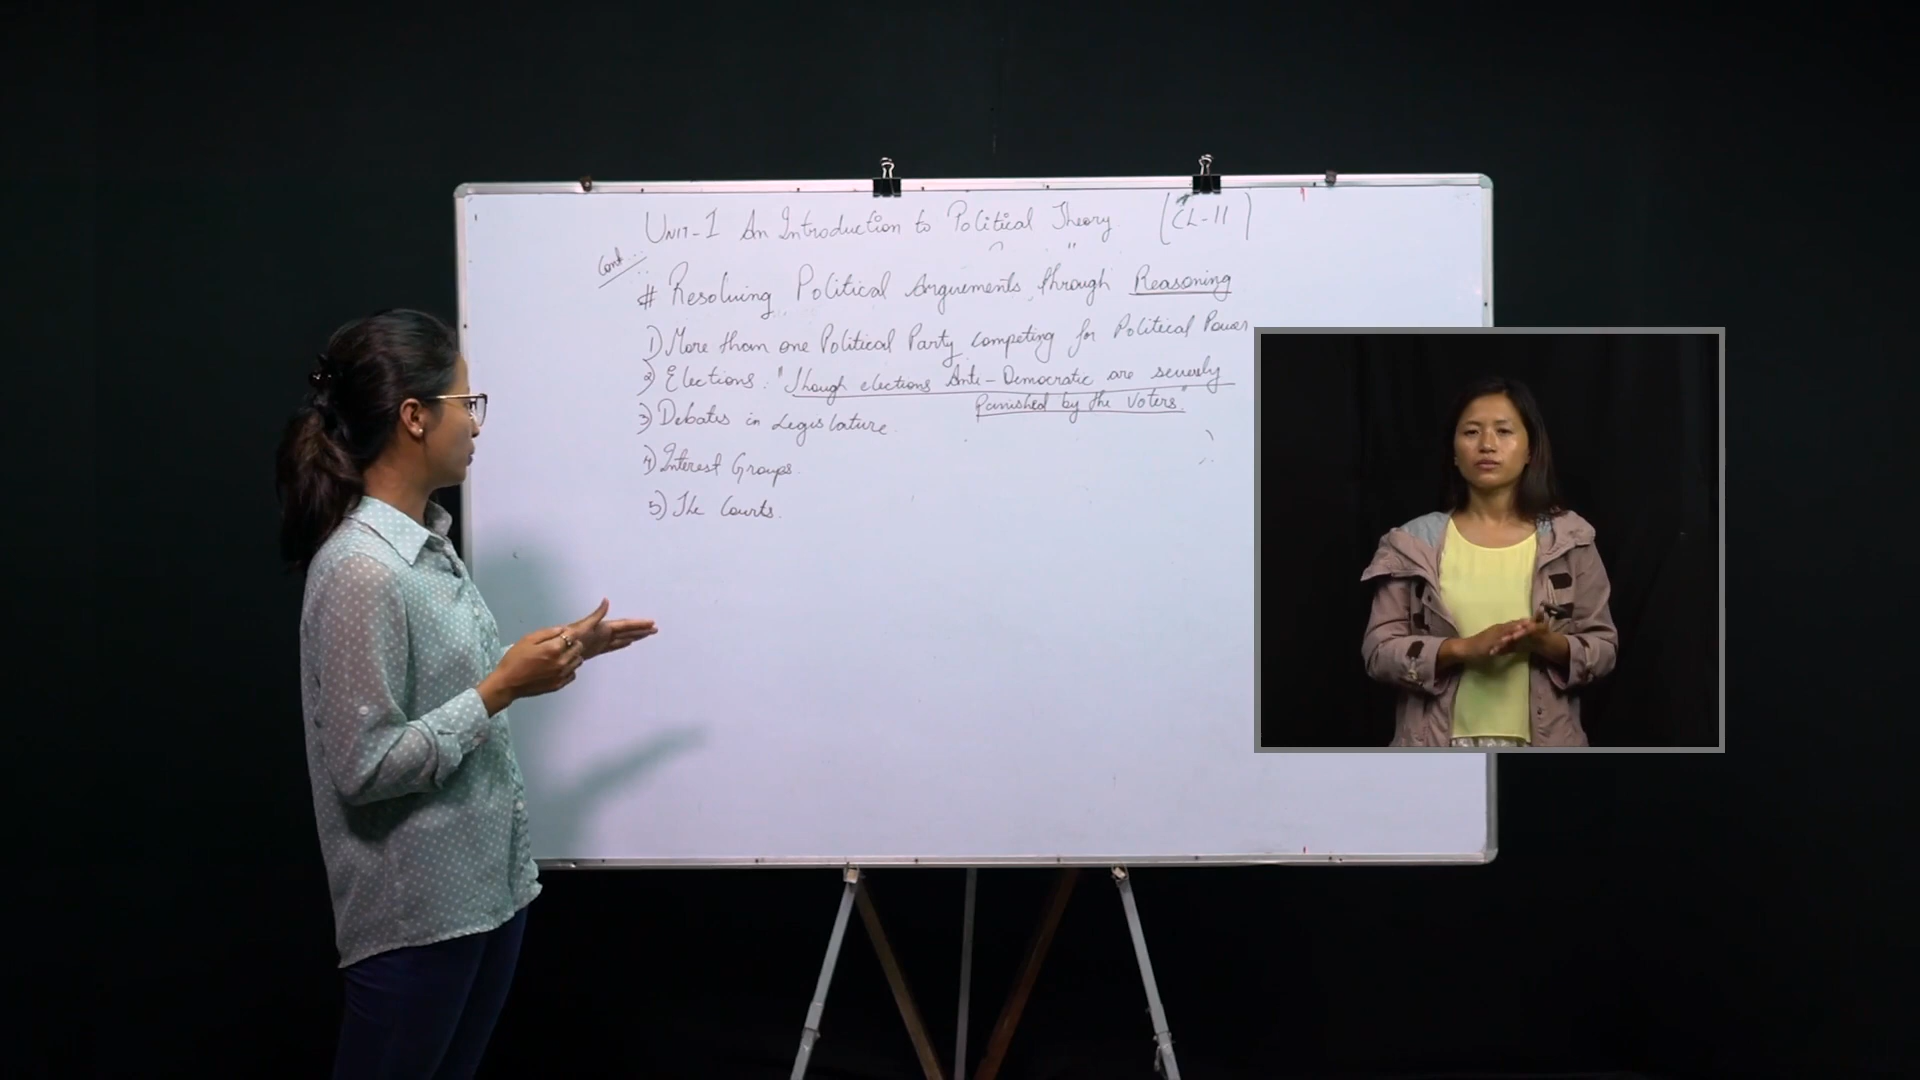 Unit-1 An Introduction to Political Theory (CL-11)
Cont...
# Resolving Political Arguements, through Reasoning
1) More than one Political Party competing for Political Power
2) Elections: "Though elections Anti-Democratic are severely
punished by the voters."
3) Debates in Legislature.
4) Interest Groups.
5) The Courts.